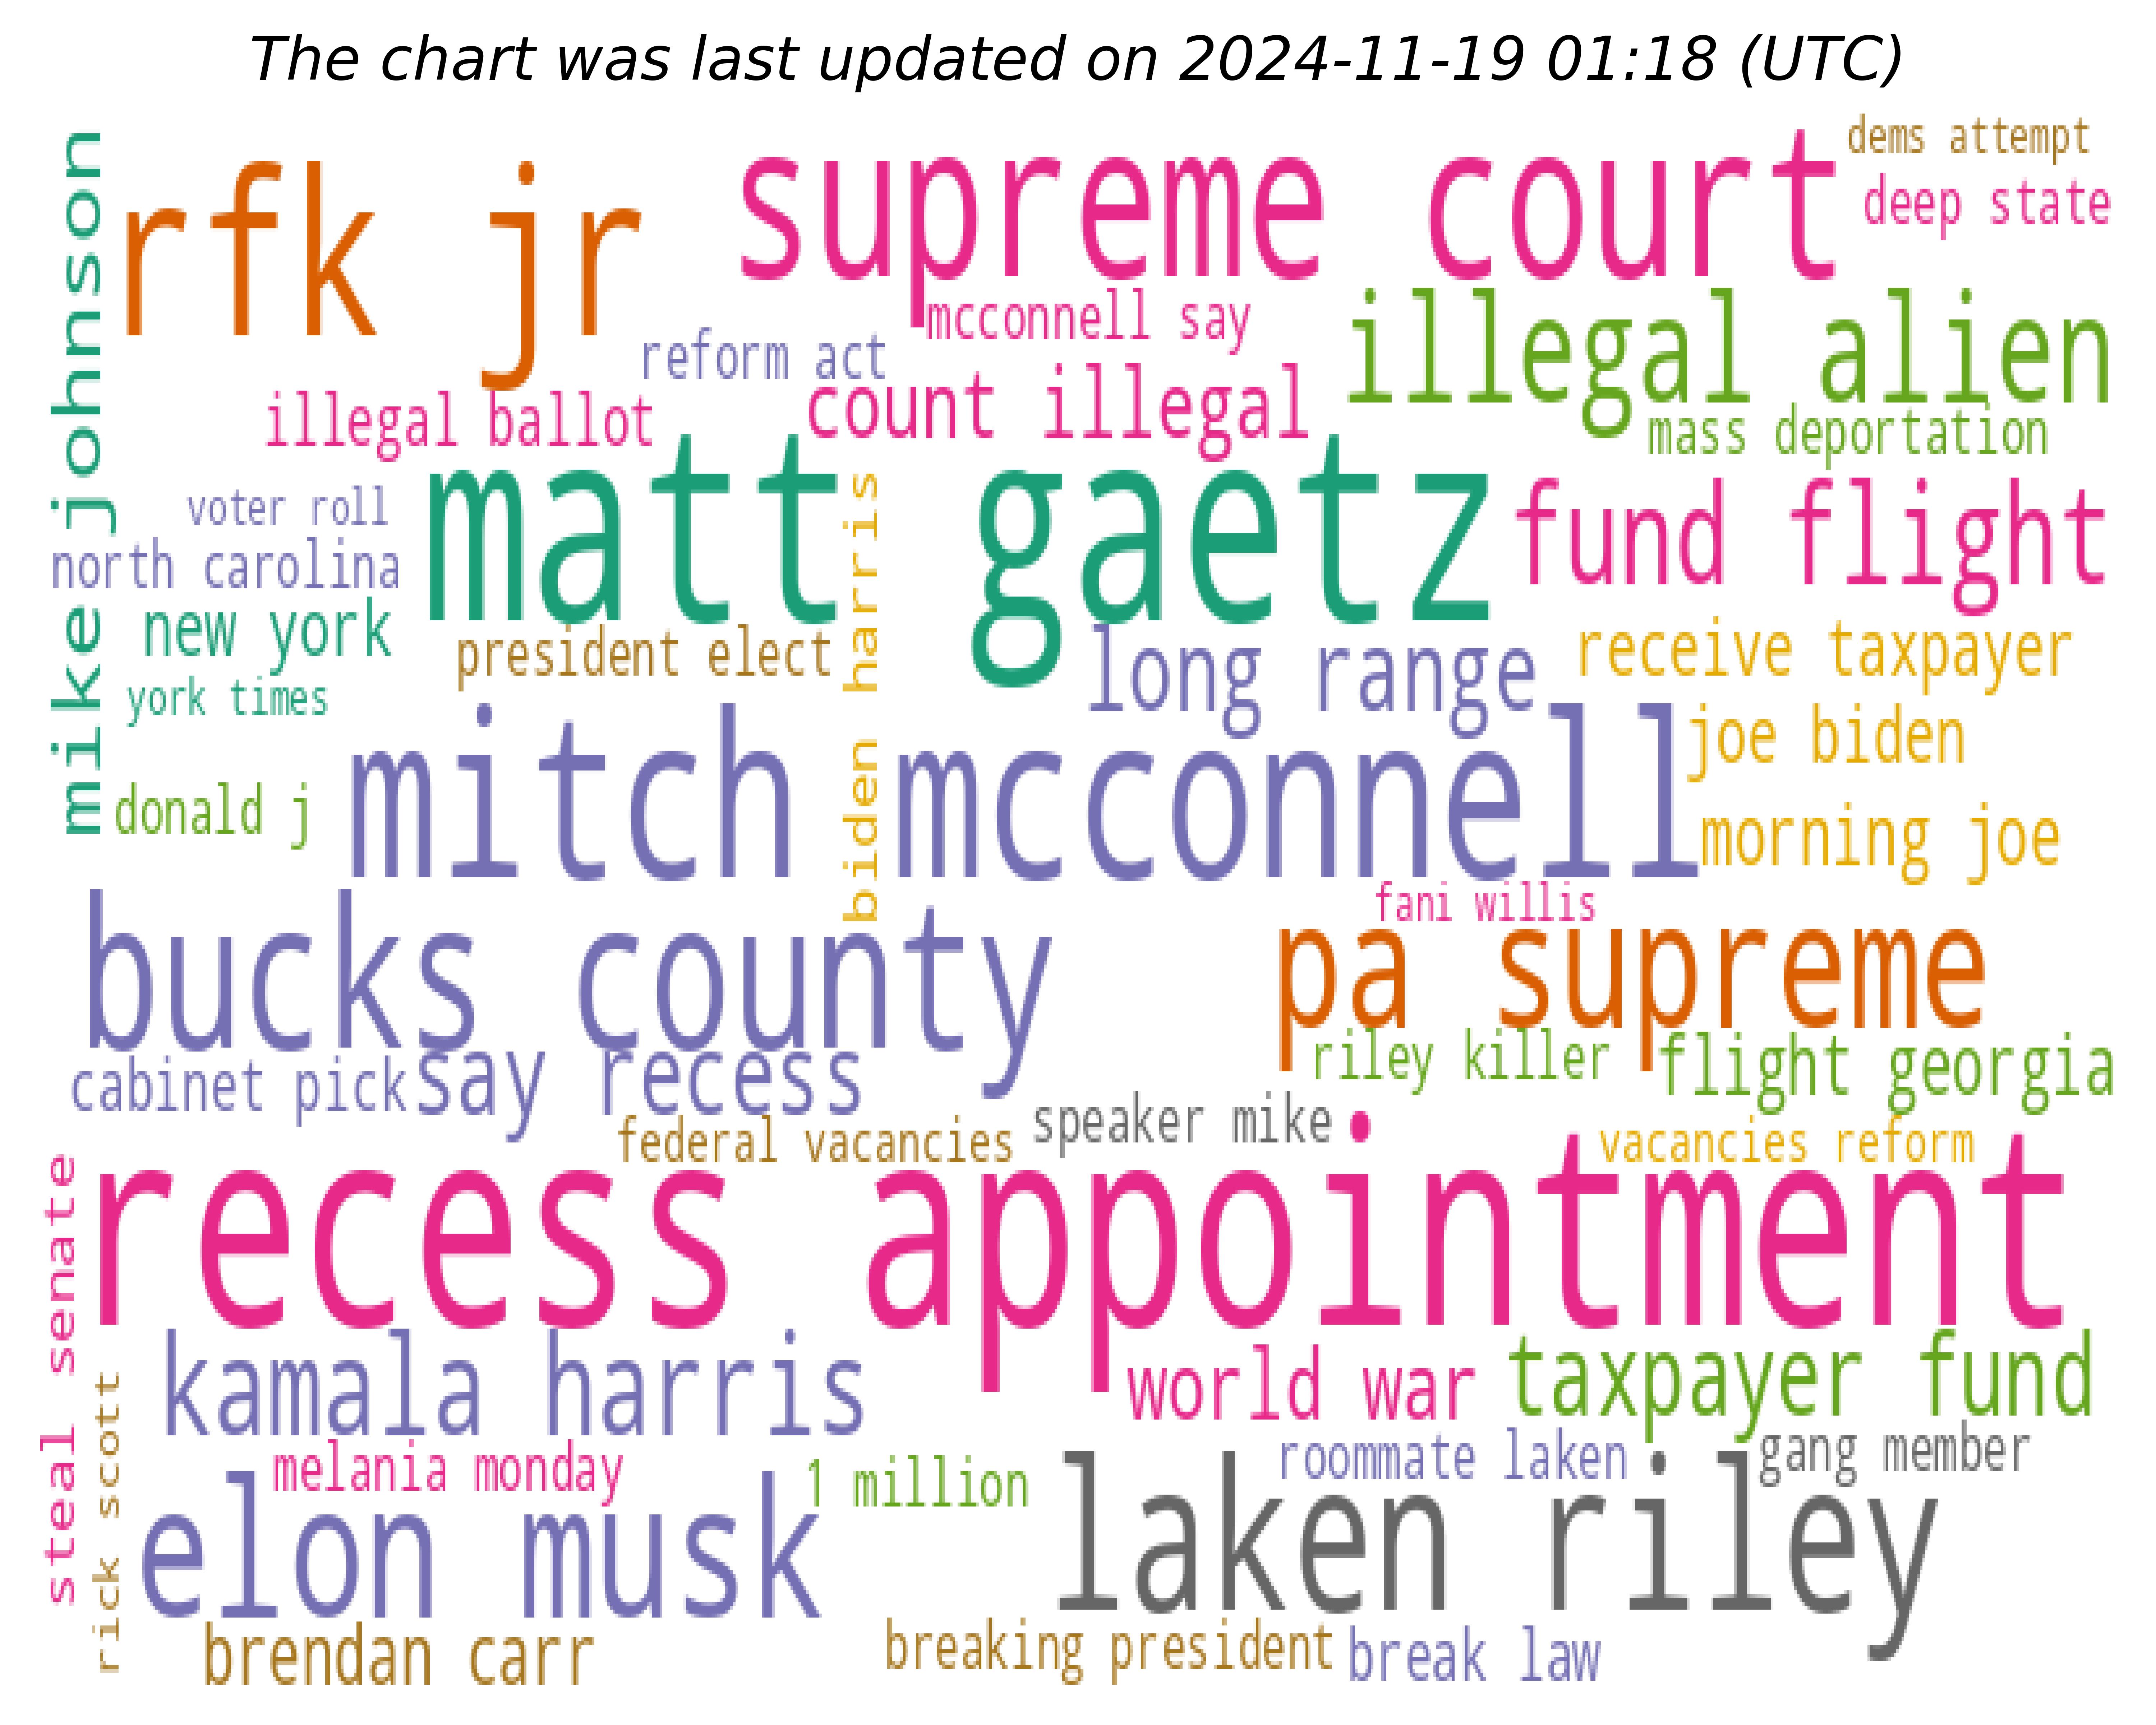 The chart was last updated on 2024-11-19 01:18 (UTC)
mike johnson
rfk jr
supreme court
dems attempt
deep state
mcconnell say
illegal alien
reform act
count illegal
illegal ballot
mass deportation
matt gaetz
biden harris
fund flight
voter roll
north carolina
new york
president elect
long range
receive taxpayer
york times
mitch mcconnell
joe biden
donald j
morning joe
fani willis
bucks county
pa supreme
riley killer
flight georgia
cabinet pick
say recess
speaker mike
federal vacancies
vacancies reform
steal senate
recess appointment
kamala harris
world war
taxpayer fund
rick scott
melania monday
1 million
roommate laken
gang member
elon musk
laken riley
brendan carr
breaking president
break law